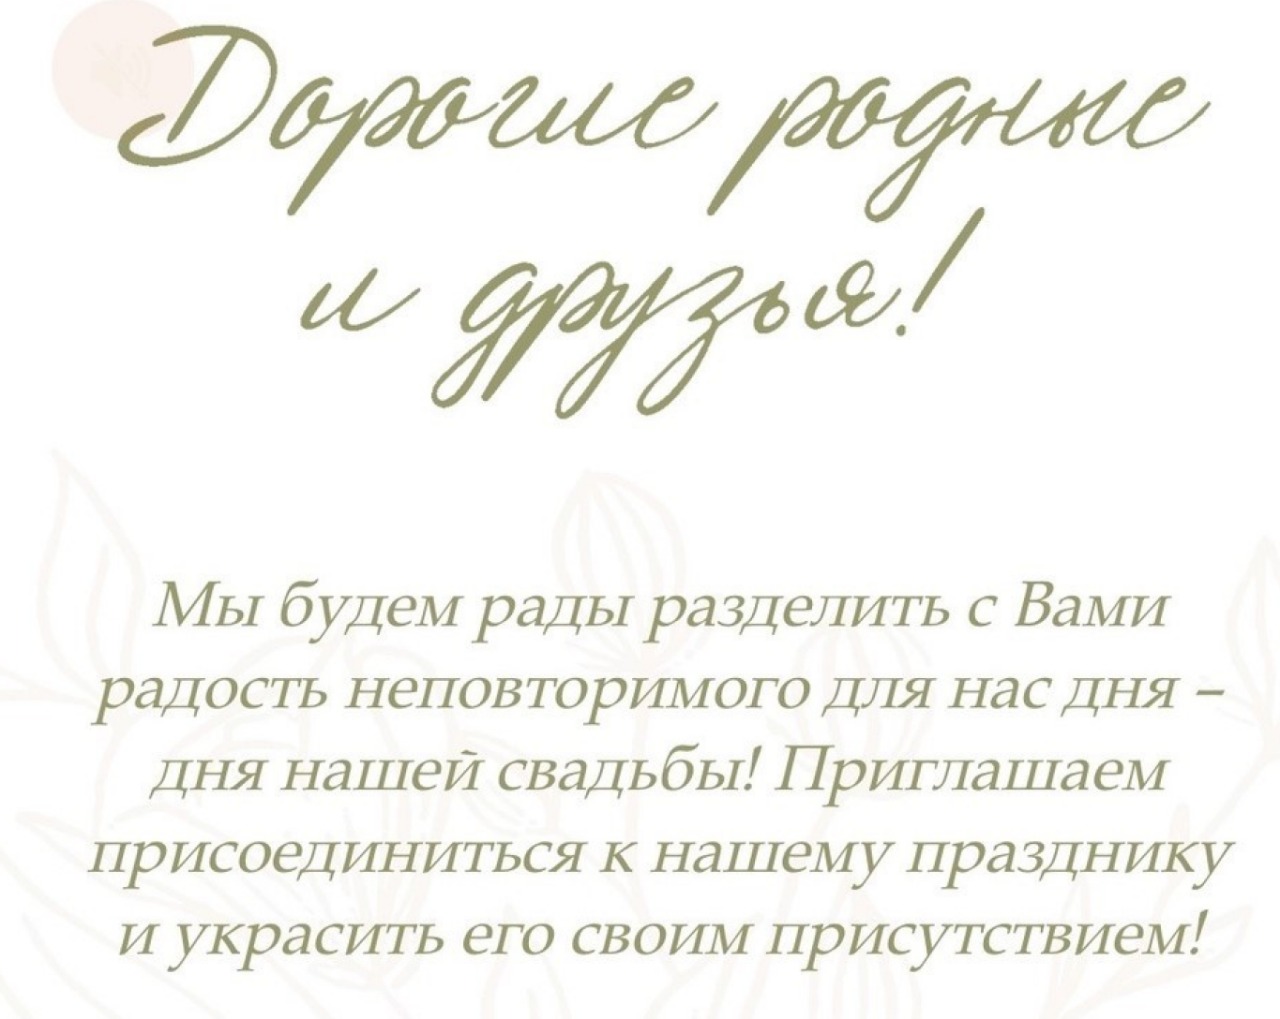 Дорогие родные
и друзья!
Мы будем рады разделить с Вами
радость неповторимого для нас дня –
дня нашей свадьбы! Приглашаем
присоединиться к нашему празднику
и украсить его своим присутствием!